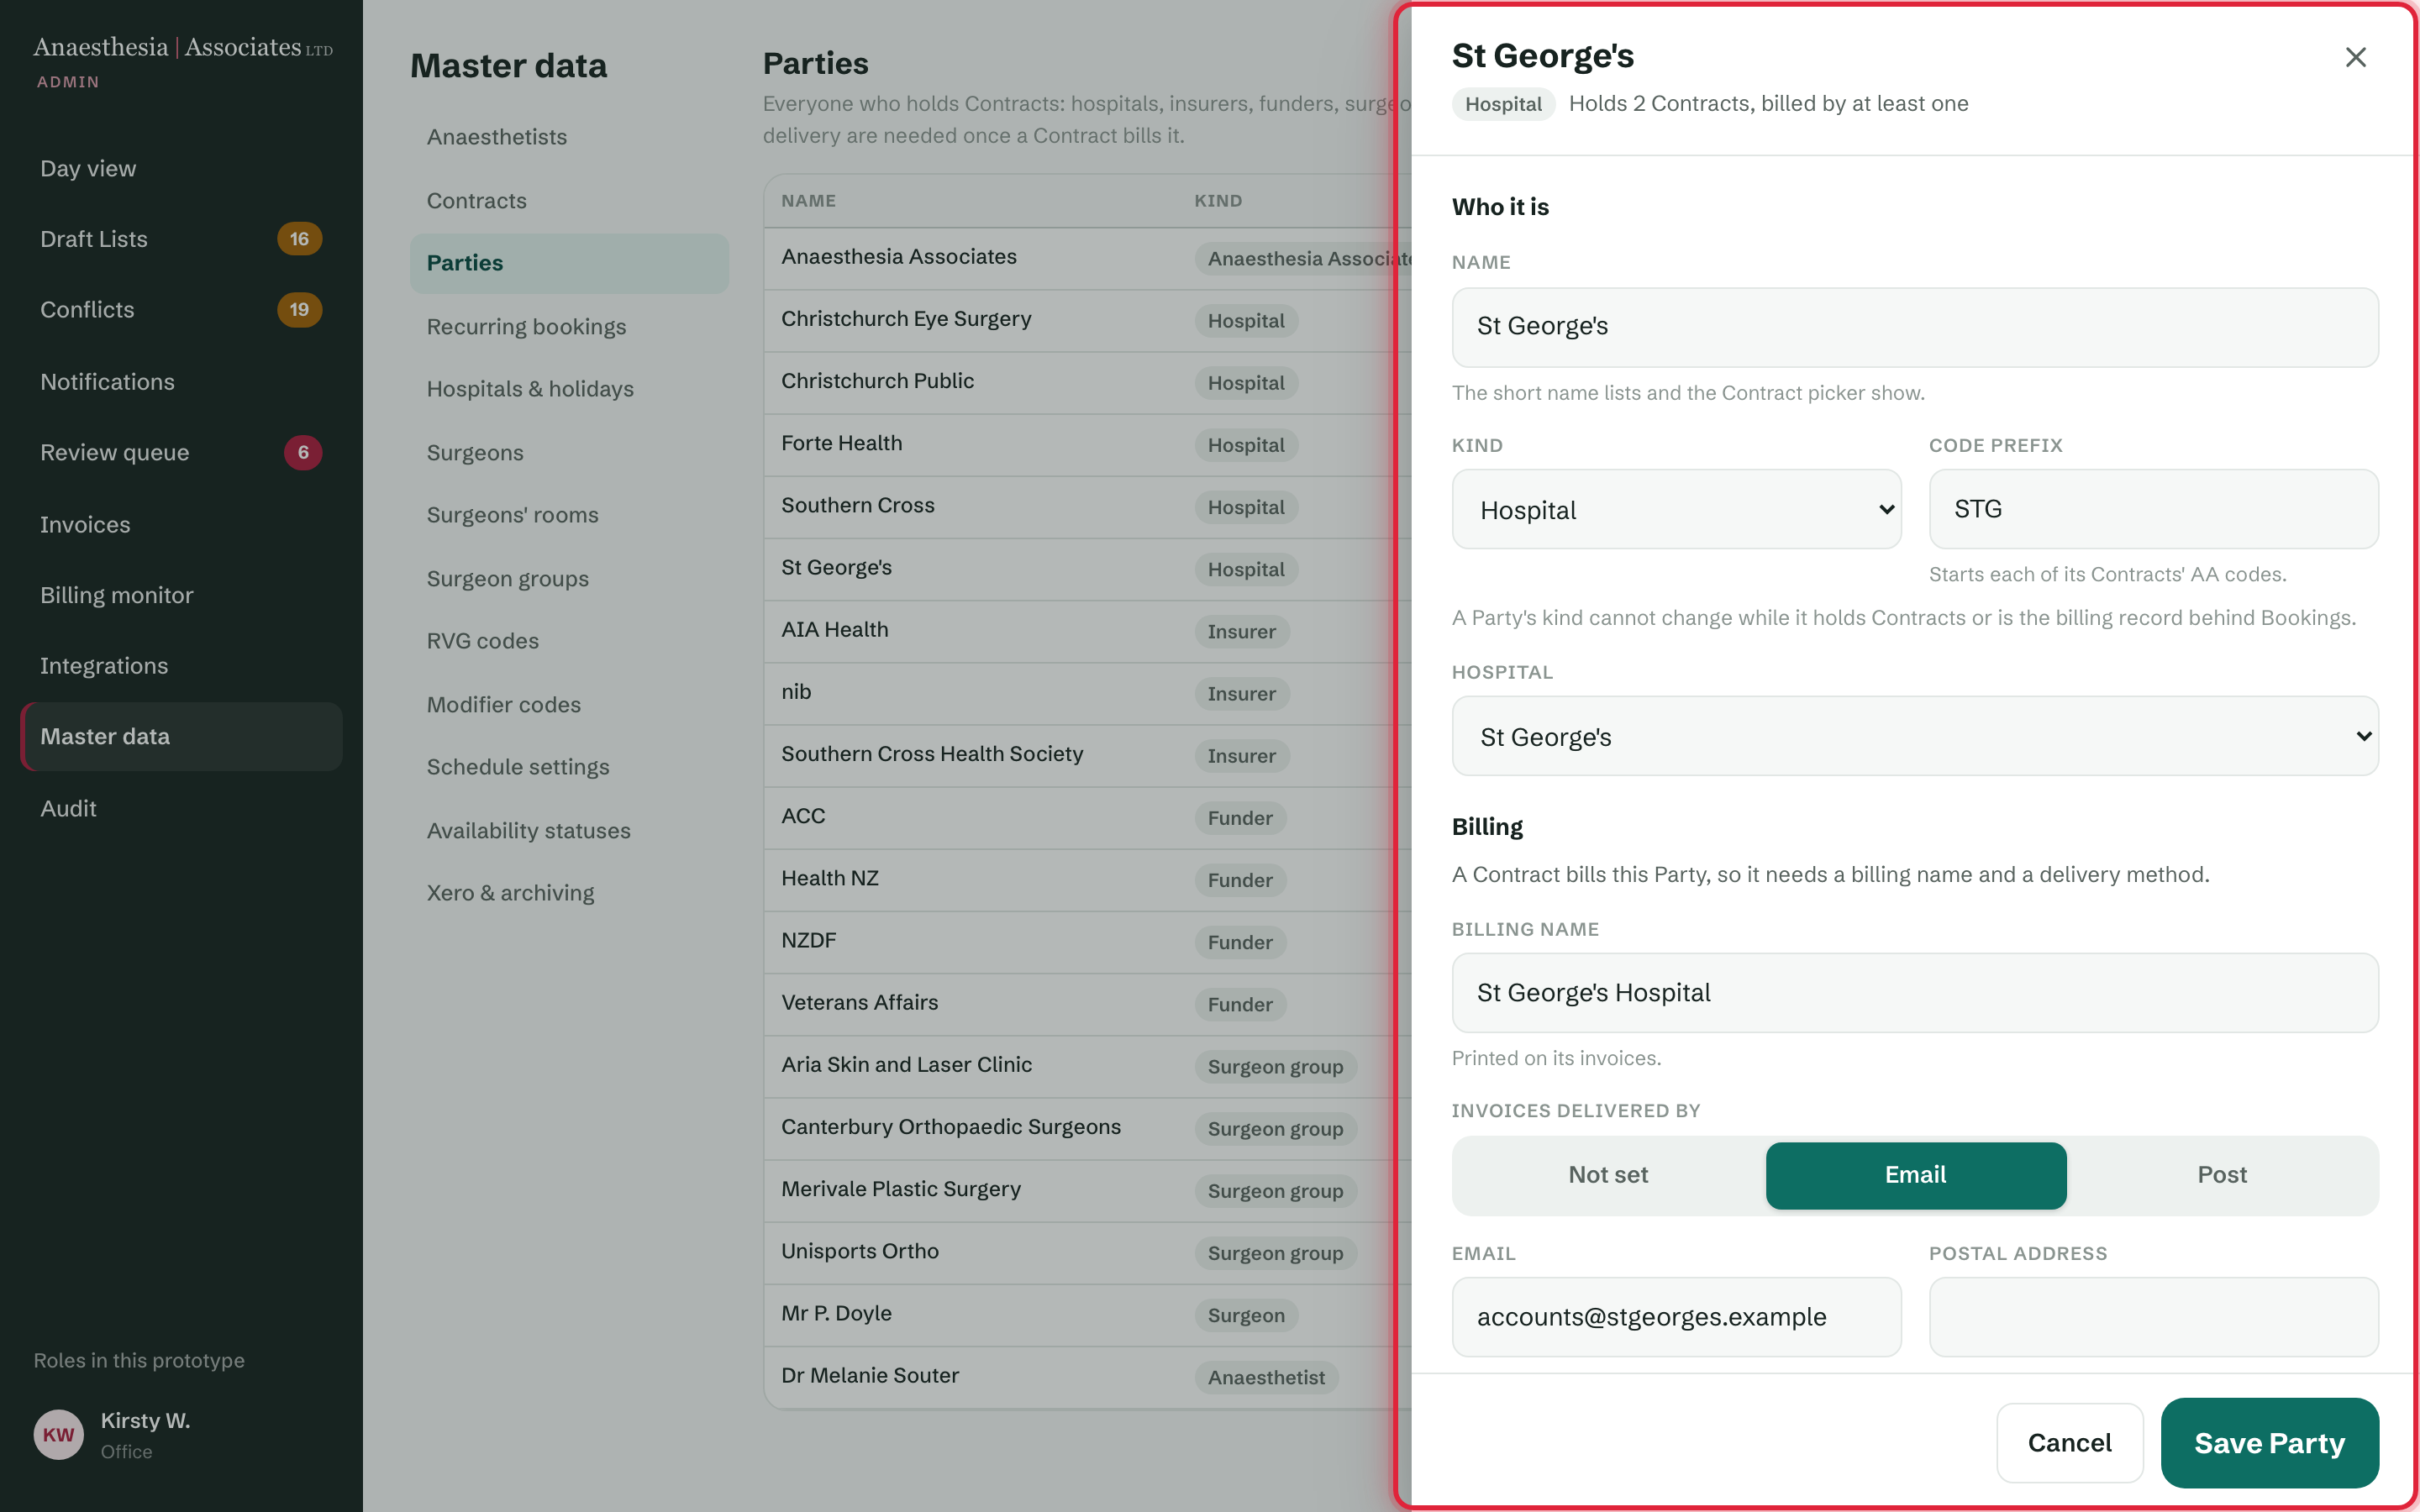 Anaesthesia | Associates LTD
ADMIN
Day view
Draft Lists 16
Conflicts 19
Notifications
Review queue 6
Invoices
Billing monitor
Integrations
Master data
Audit
Roles in this prototype
KW
Kirsty W.
Office
Master data
Anaesthetists
Contracts
Parties
Recurring bookings
Hospitals & holidays
Surgeons
Surgeons' rooms
Surgeon groups
RVG codes
Modifier codes
Schedule settings
Availability statuses
Xero & archiving
Parties
Everyone who holds Contracts: hospitals, insurers, funders,
delivery are needed once a Contract bills it.
NAME KIND
Anaesthesia Associates Anaesthesia
Christchurch Eye Surgery Hospital
Christchurch Public Hospital
Forte Health Hospital
Southern Cross Hospital
St George's Hospital
AIA Health Insurer
nib Insurer
Southern Cross Health Society Insurer
ACC Funder
Health NZ Funder
NZDF Funder
Veterans Affairs Funder
Aria Skin and Laser Clinic Surgeon group
Canterbury Orthopaedic Surgeons Surgeon group
Merivale Plastic Surgery Surgeon group
Unisports Ortho Surgeon group
Mr P. Doyle Surgeon
Dr Melanie Souter Anaesthetist
St George's
Hospital Holds 2 Contracts, billed by at least one
Who it is
NAME
St George's
The short name lists and the Contract picker show.
KIND CODE PREFIX
Hospital STG
Starts each of its Contracts' AA codes.
A Party's kind cannot change while it holds Contracts or is the billing record behind Bookings.
HOSPITAL
St George's
Billing
A Contract bills this Party, so it needs a billing name and a delivery method.
BILLING NAME
St George's Hospital
Printed on its invoices.
INVOICES DELIVERED BY
Not set Email Post
EMAIL POSTAL ADDRESS
accounts@stgeorges.example
Cancel Save Party